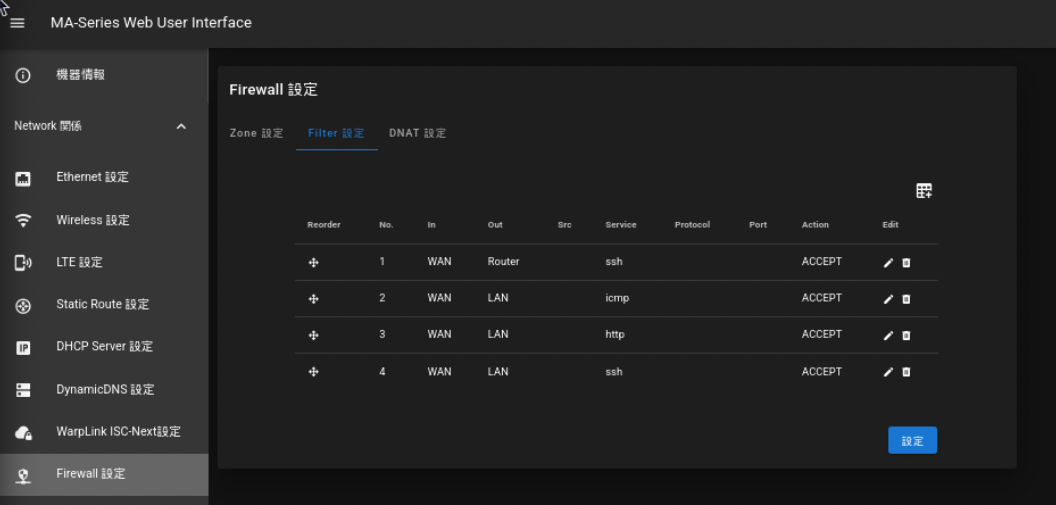 MA-Series Web User Interface
機器情報
Network 関係
Ethernet 設定
Wireless 設定
LTE 設定
Static Route 設定
IP DHCP Server 設定
DynamicDNS 設定
WarpLink ISC-Next設定
Firewall 設定
Firewall 設定
Zone 設定 Filter 設定 DNAT 設定
Reorder No. In Out Src Service Protocol Port Action Edit
1 WAN Router ssh ACCEPT
2 WAN LAN icmp ACCEPT
3 WAN LAN http ACCEPT
4 WAN LAN ssh ACCEPT
設定